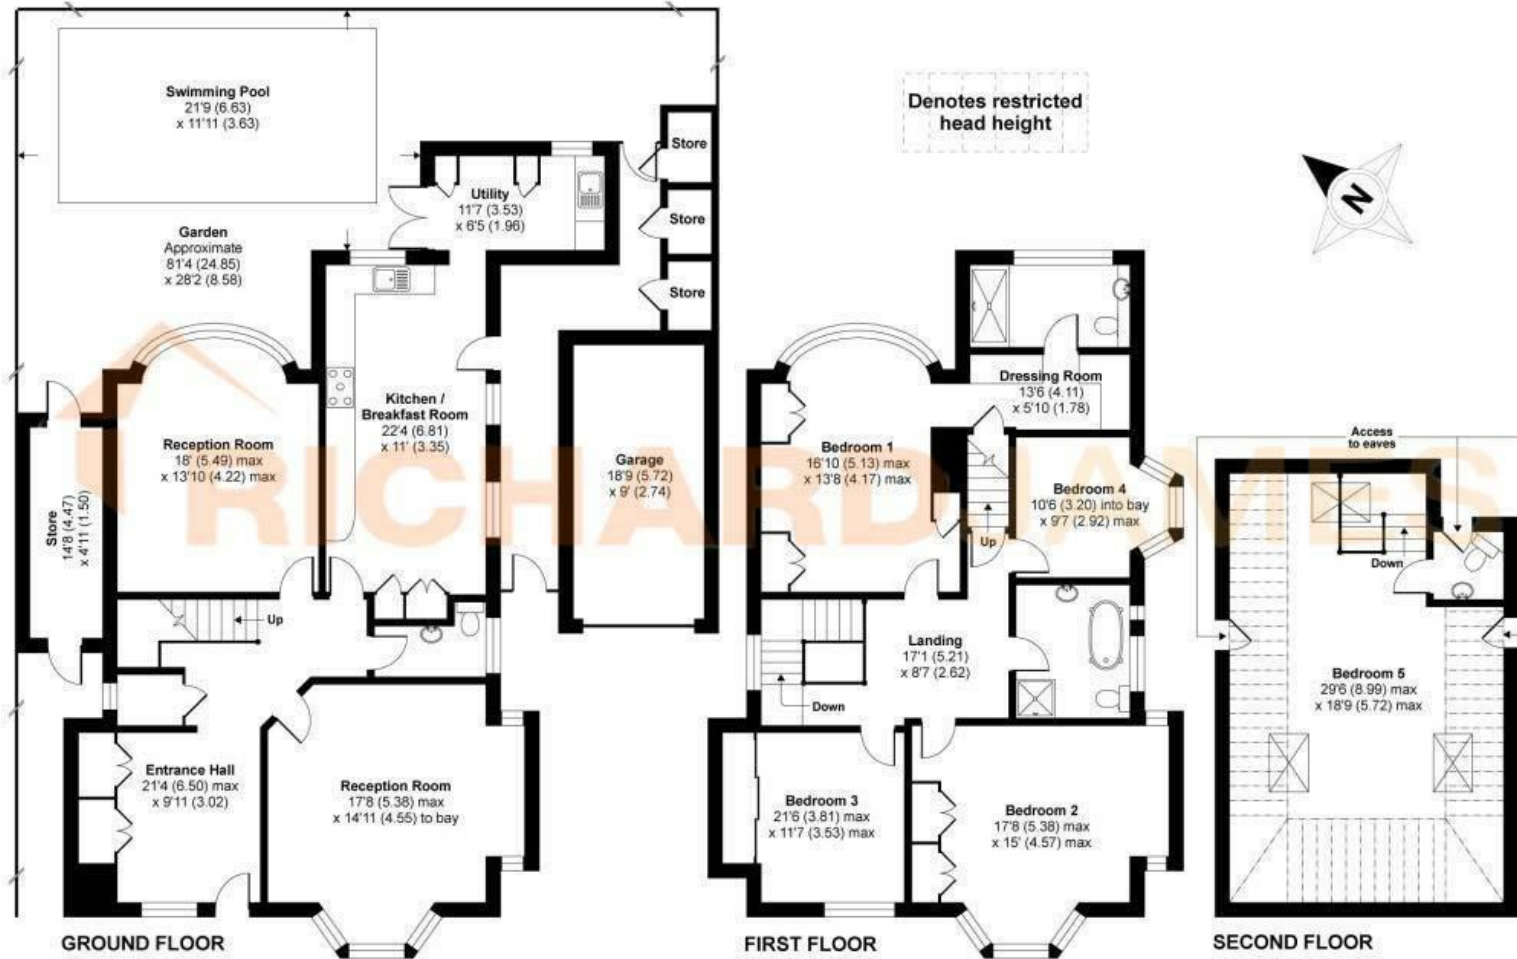 Swimming Pool
21'9 (6.63)
x 11'11 (3.63)
Garden
Approximate
81'4 (24.85)
x 28'2 (8.58)
Utility
11'7 (3.53)
x 6'5 (1.96)
Store
Store
Store
Kitchen /
Breakfast Room
22'4 (6.81)
x 11' (3.35)
Reception Room
18' (5.49) max
x 13'10 (4.22) max
Store
14'8 (4.47)
x 4'11 (1.50)
Garage
18'9 (5.72)
x 9' (2.74)
Up
Entrance Hall
21'4 (6.50) max
x 9'11 (3.02)
Reception Room
17'8 (5.38) max
x 14'11 (4.55) to bay
GROUND FLOOR
Denotes restricted
head height
N
Dressing Room
13'6 (4.11)
x 5'10 (1.78)
Bedroom 1
16'10 (5.13) max
x 13'8 (4.17) max
Bedroom 4
10'6 (3.20) into bay
x 9'7 (2.92) max
Up
Landing
17'1 (5.21)
x 8'7 (2.62)
Down
Bedroom 3
21'6 (3.81) max
x 11'7 (3.53) max
Bedroom 2
17'8 (5.38) max
x 15' (4.57) max
FIRST FLOOR
Access
to eaves
Down
Bedroom 5
29'6 (8.99) max
x 18'9 (5.72) max
SECOND FLOOR
RICHARD JAMES